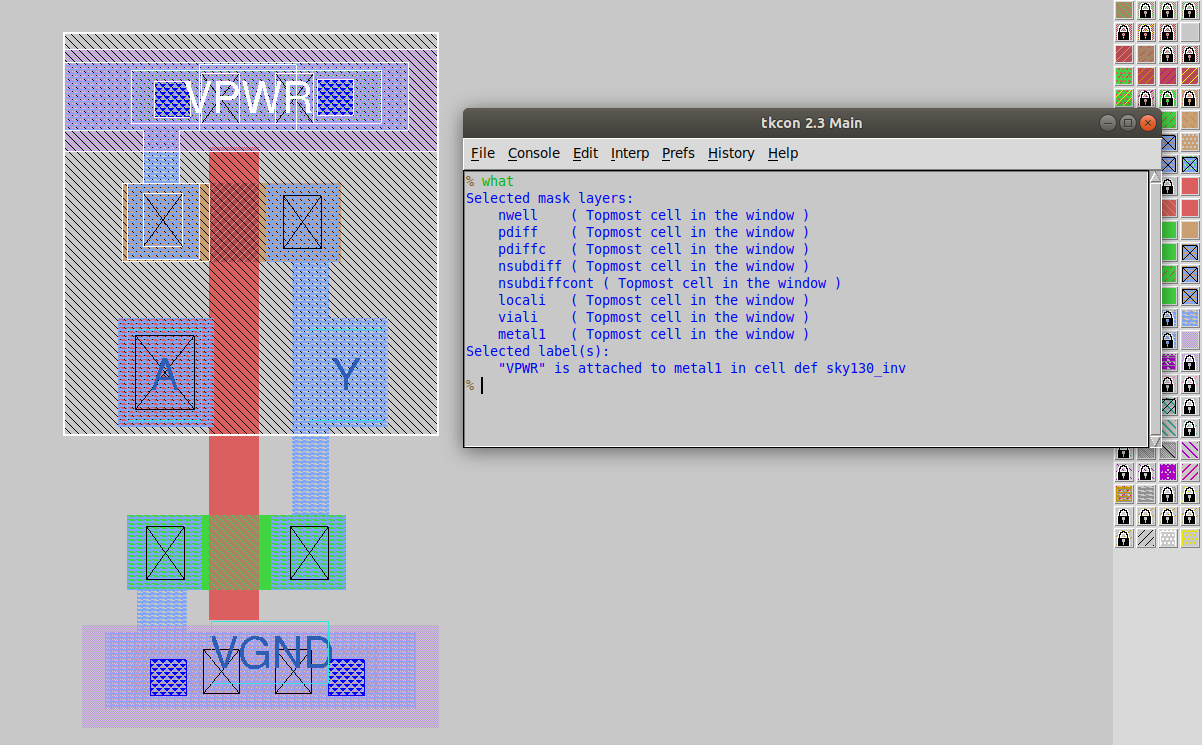 VPWR
A
Y
VGND
tkcon 2.3 Main
File Console Edit Interp Prefs History Help
% what
Selected mask layers:
nwell ( Topmost cell in the window )
pdiff ( Topmost cell in the window )
pdiffc ( Topmost cell in the window )
nsubdiff ( Topmost cell in the window )
nsubdiffcont ( Topmost cell in the window )
locali ( Topmost cell in the window )
viali ( Topmost cell in the window )
metal1 ( Topmost cell in the window )
Selected label(s):
"VPWR" is attached to metal1 in cell def sky130_inv
%